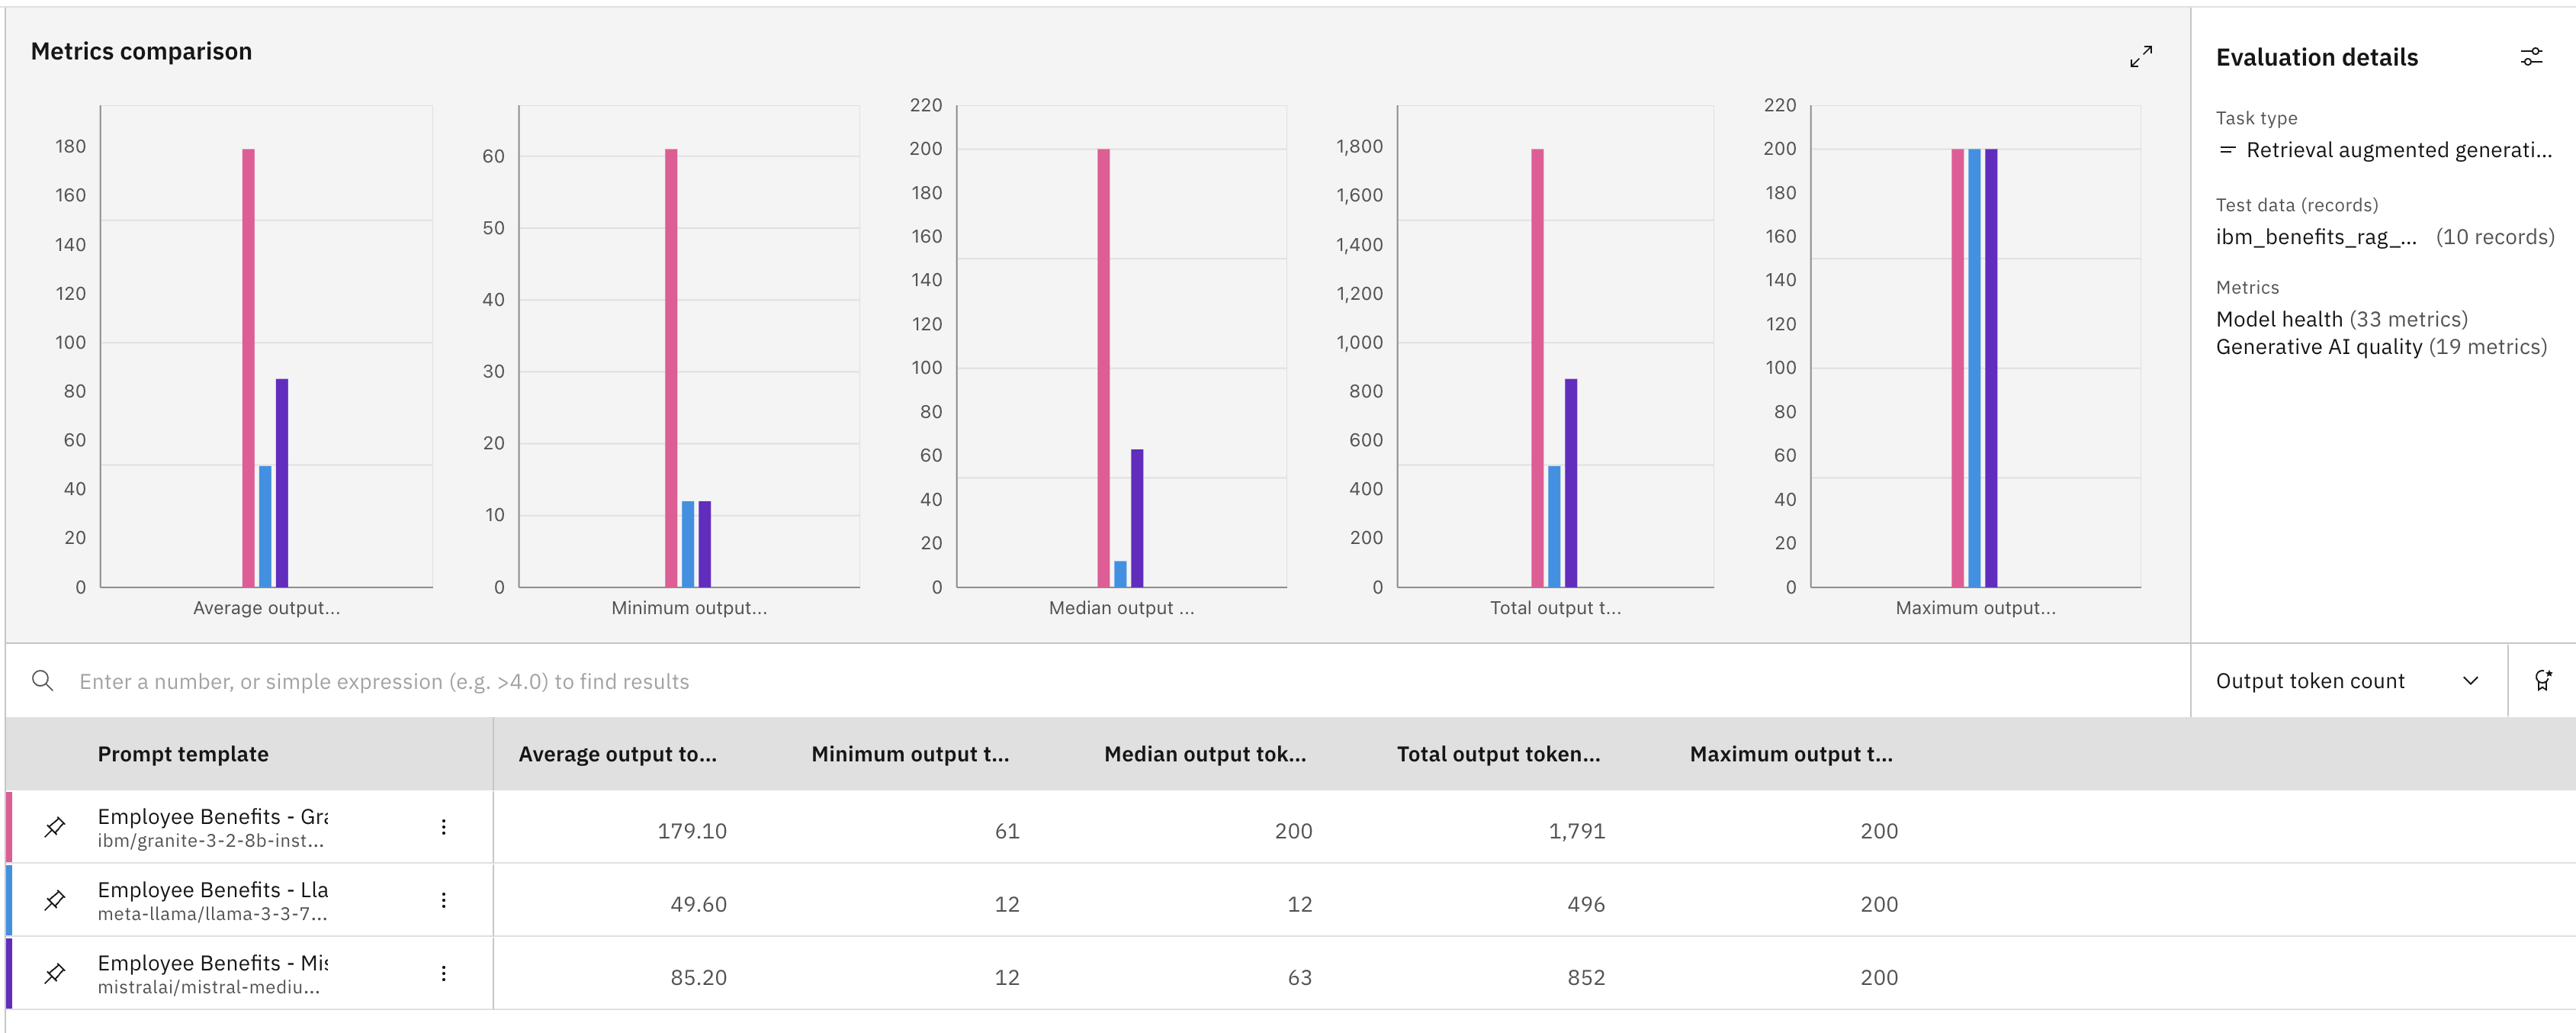 Metrics comparison
180
160
140
120
100
80
60
40
20
0
Average output...
60
50
40
30
20
10
0
Minimum output...
220
200
180
160
140
120
100
80
60
40
20
0
Median output ...
1,800
1,600
1,400
1,200
1,000
800
600
400
200
0
Total output t...
220
200
180
160
140
120
100
80
60
40
20
0
Maximum output...
Evaluation details
Task type
Retrieval augmented generati...
Test data (records)
ibm_benefits_rag_... (10 records)
Metrics
Model health (33 metrics)
Generative AI quality (19 metrics)
Enter a number, or simple expression (e.g. >4.0) to find results
Output token count
Prompt template Average output to... Minimum output t... Median output tok... Total output token... Maximum output t...
Employee Benefits - Gra
ibm/granite-3-2-8b-inst...
179.10 61 200 1,791 200
Employee Benefits - Lla
meta-llama/llama-3-3-7...
49.60 12 12 496 200
Employee Benefits - Mis
mistralai/mistral-mediu...
85.20 12 63 852 200